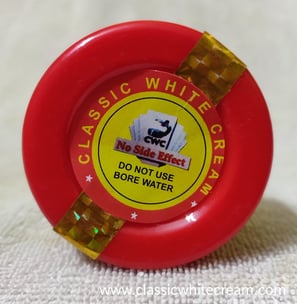 CLASSIC WHITE CREAM
CWC
No Side Effect
DO NOT USE
BORE WATER
www.classicwhitecream.com